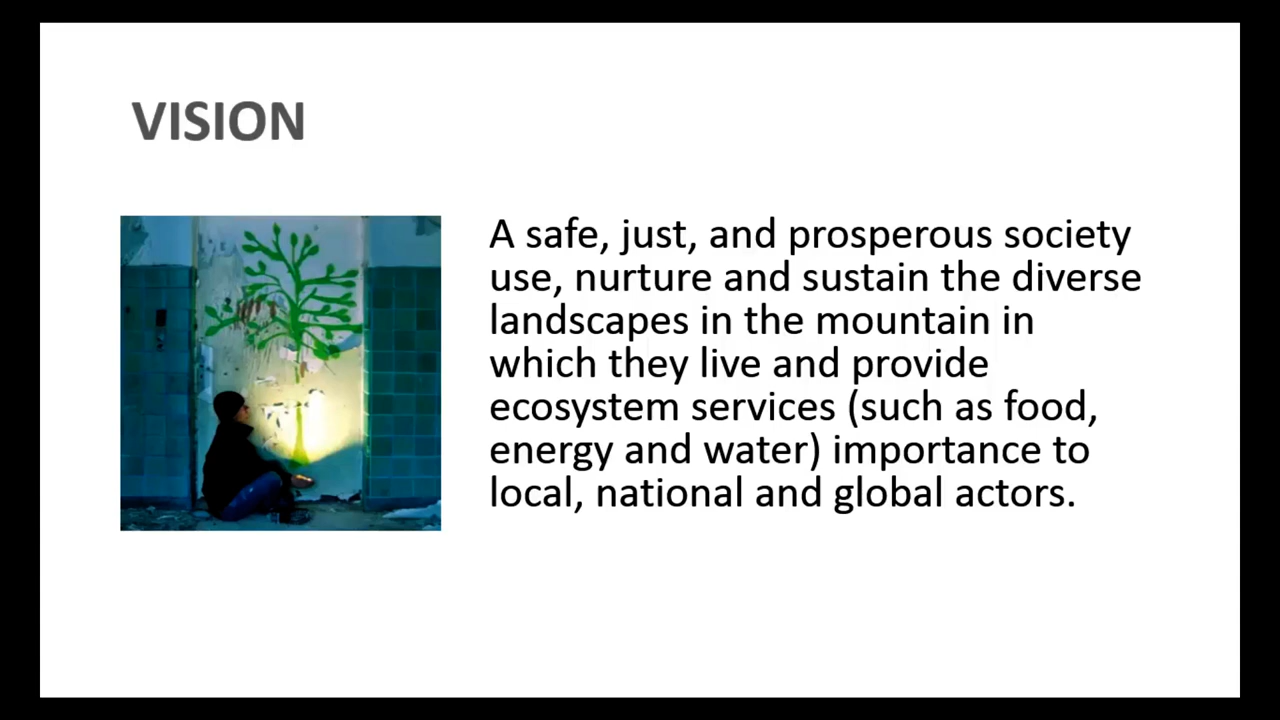 VISION
A safe, just, and prosperous society
use, nurture and sustain the diverse
landscapes in the mountain in
which they live and provide
ecosystem services (such as food,
energy and water) importance to
local, national and global actors.